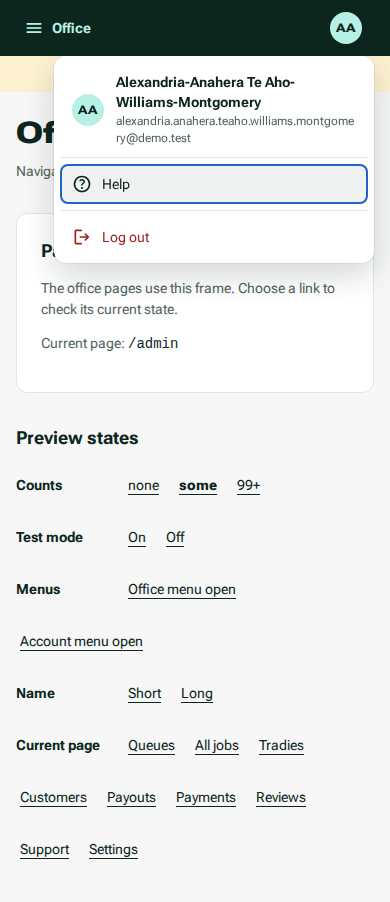 Office
AA
Alexandria-Anahera Te Aho-
Williams-Montgomery
AA
alexandria.anahera.teaho.williams.montgome
ry@demo.test
Help
Log out
The office pages use this frame. Choose a link to
check its current state.
Current page: /admin
Preview states
Counts none some 99+
Test mode On Off
Menus Office menu open
Account menu open
Name Short Long
Current page Queues All jobs Tradies
Customers Payouts Payments Reviews
Support Settings